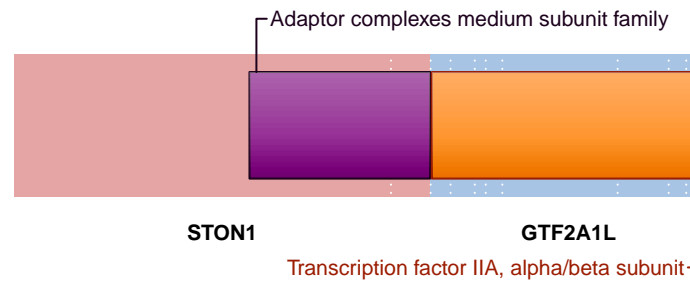 Adaptor complexes medium subunit family
STON1 GTF2A1L
Transcription factor IIA, alpha/beta subunit